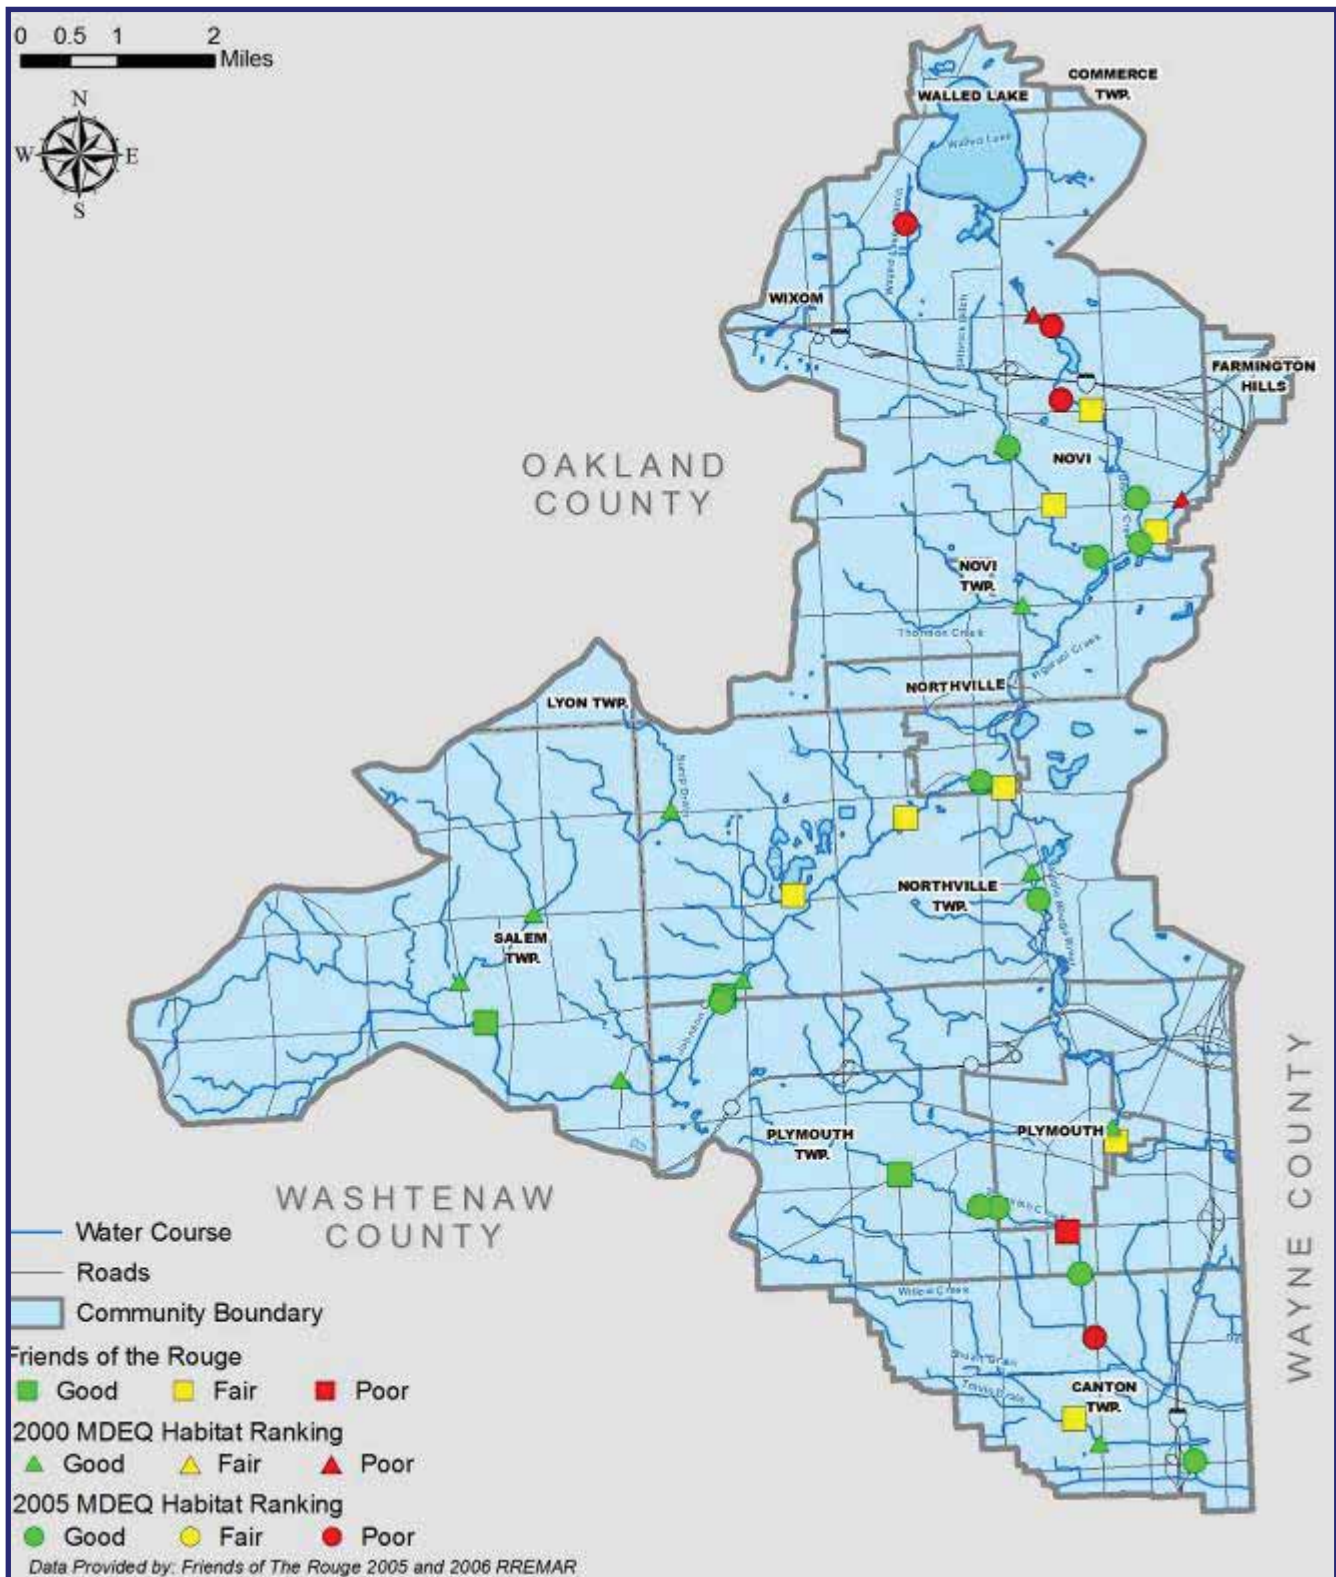 0 0.5 1 2
Miles
N
W E
S
COMMERCE
TWP.
WALLED LAKE
Walled Lake
WIXOM
FARMINGTON
HILLS
OAKLAND
COUNTY
NOVI
NOVI
TWP.
Thornton Creek
NORTHVILLE
LYON TWP.
NORTHVILLE
TWP.
SALEM
TWP.
PLYMOUTH
TWP.
PLYMOUTH
WASHTENAW
COUNTY
WAYNE COUNTY
Willow Creek
Travis Drain
CANTON
TWP.
Water Course
Roads
Community Boundary
Friends of the Rouge
Good Fair Poor
2000 MDEQ Habitat Ranking
Good Fair Poor
2005 MDEQ Habitat Ranking
Good Fair Poor
Data Provided by: Friends of The Rouge 2005 and 2006 RREMAR